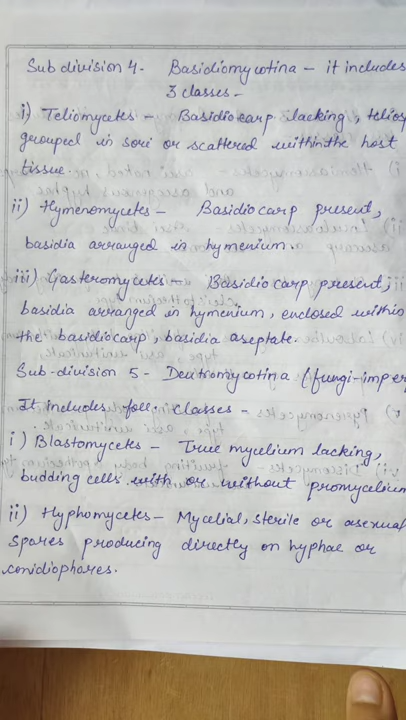 Sub division 4- Basidiomycotina - it includes
3 classes -
i) Teliomycetes - Basidiocarp lacking, telios
grouped in sori or scattered within the host
tissue.
ii) Hymenomycetes - Basidiocarp present,
basidia arranged in hymenium.
iii) Gasteromycetes - Basidiocarp present;
basidia arranged in hymenium, enclosed within
the basidiocarp, basidia aseptate.
Sub-division 5- Deutromycotina (fungi-imper
It includes foll. classes -
i) Blastomycetes - True mycelium lacking,
budding cells with or without promycelium
ii) Hyphomycetes - Mycelial, sterile or asexual
spores producing directly on hyphae or
conidiophores.